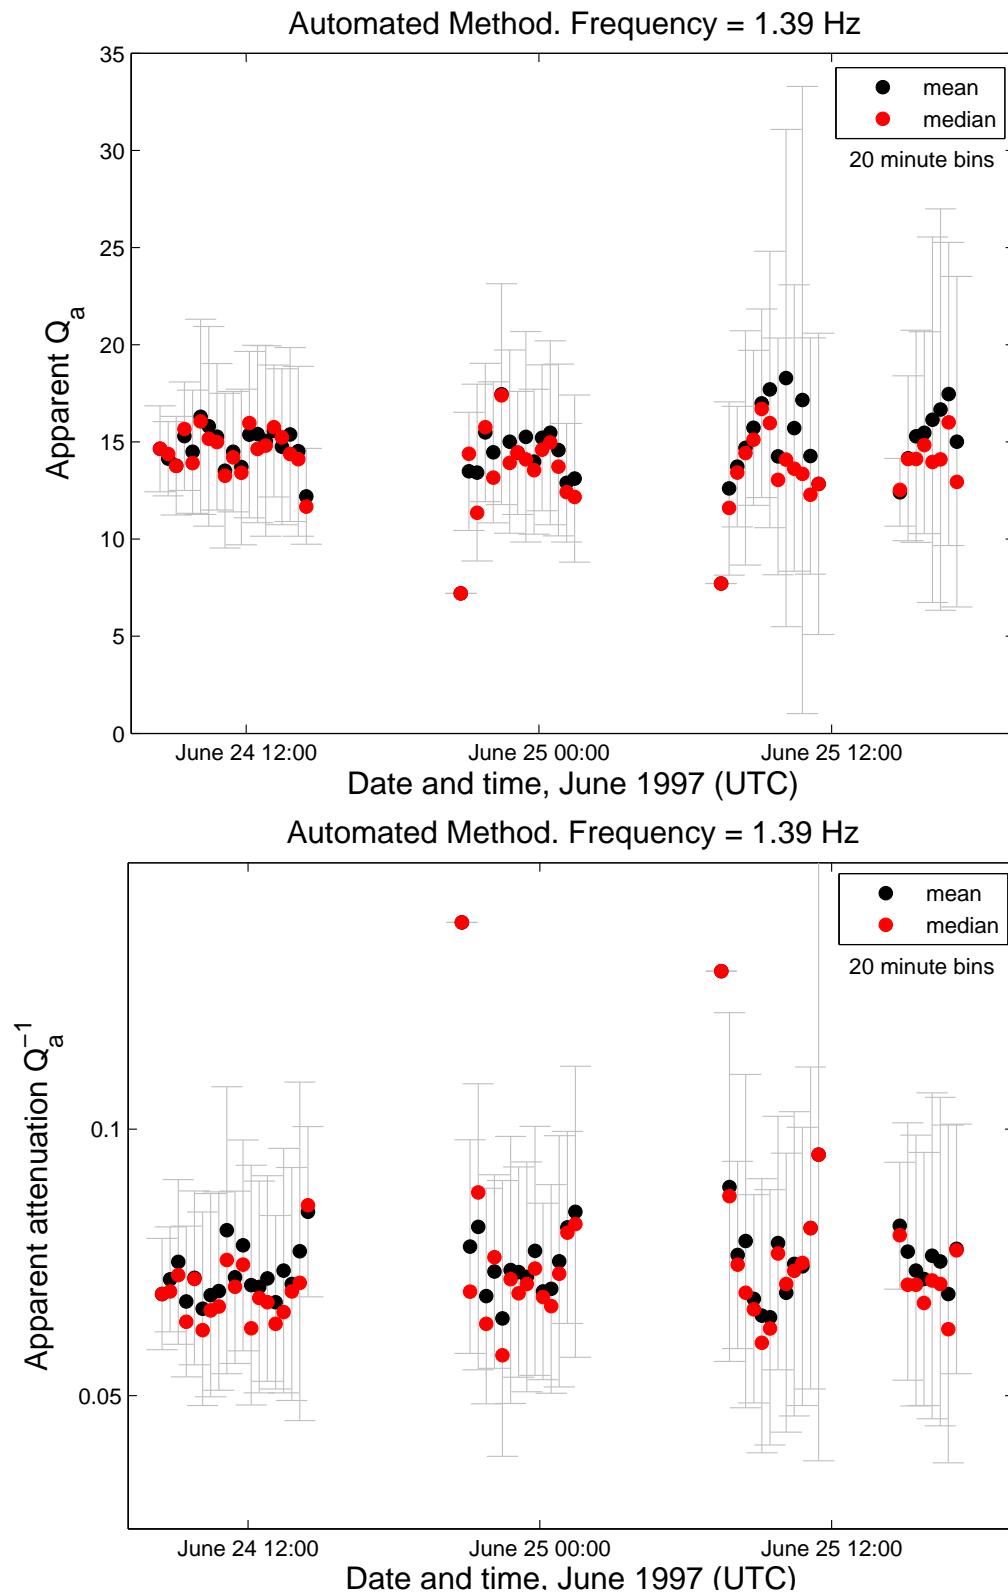 Automated Method. Frequency = 1.39 Hz
35
30
25
20
15
10
5
0
Apparent Qa
mean
median
20 minute bins
June 24 12:00
June 25 00:00
June 25 12:00
Date and time, June 1997 (UTC)
Automated Method. Frequency = 1.39 Hz
0.1
0.05
Apparent attenuation Qa−1
mean
median
20 minute bins
June 24 12:00
June 25 00:00
June 25 12:00
Date and time, June 1997 (UTC)